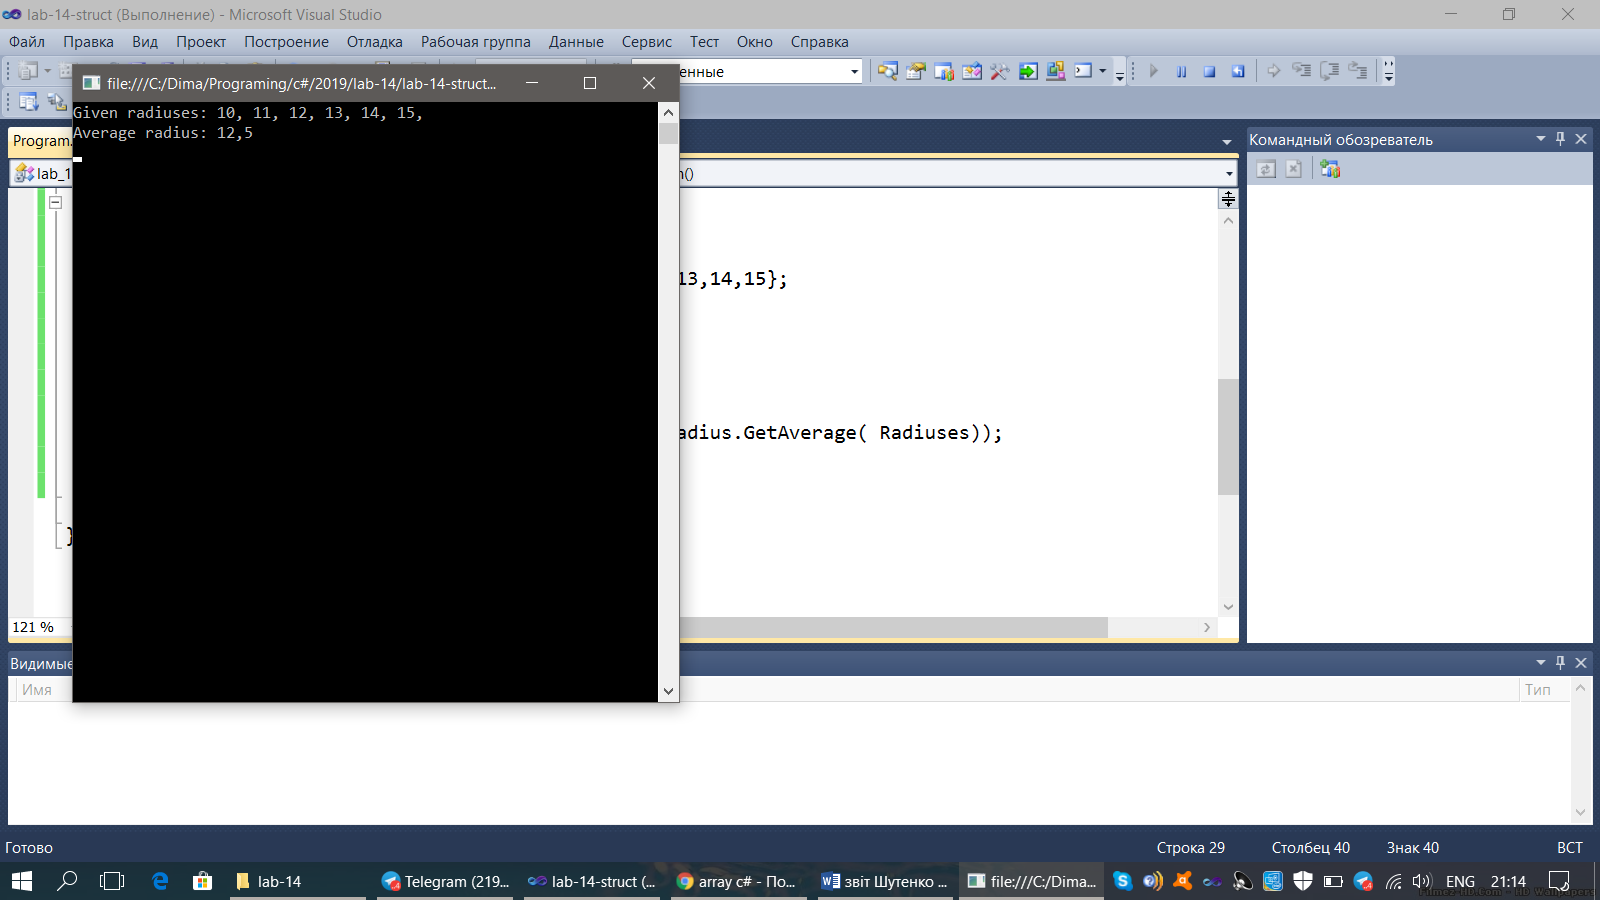 lab-14-struct (Выполнение) - Microsoft Visual Studio
Файл Правка Вид Проект Построение Отладка Рабочая группа Данные Сервис Тест Окно Справка
file:///C:/Dima/Programing/c#/2019/lab-14/lab-14-struct...
енные
Given radiuses: 10, 11, 12, 13, 14, 15,
Average radius: 12,5
Program.
Командный обозреватель
lab_1
n()
13,14,15};
adius.GetAverage( Radiuses));
}
121 %
Видимые
Имя
Тип
Готово
Строка 29 Столбец 40 Знак 40 ВСТ
lab-14 Telegram (219... lab-14-struct (... array c# - По... звіт Шутенко ... file:///C:/Dima... ENG 21:14